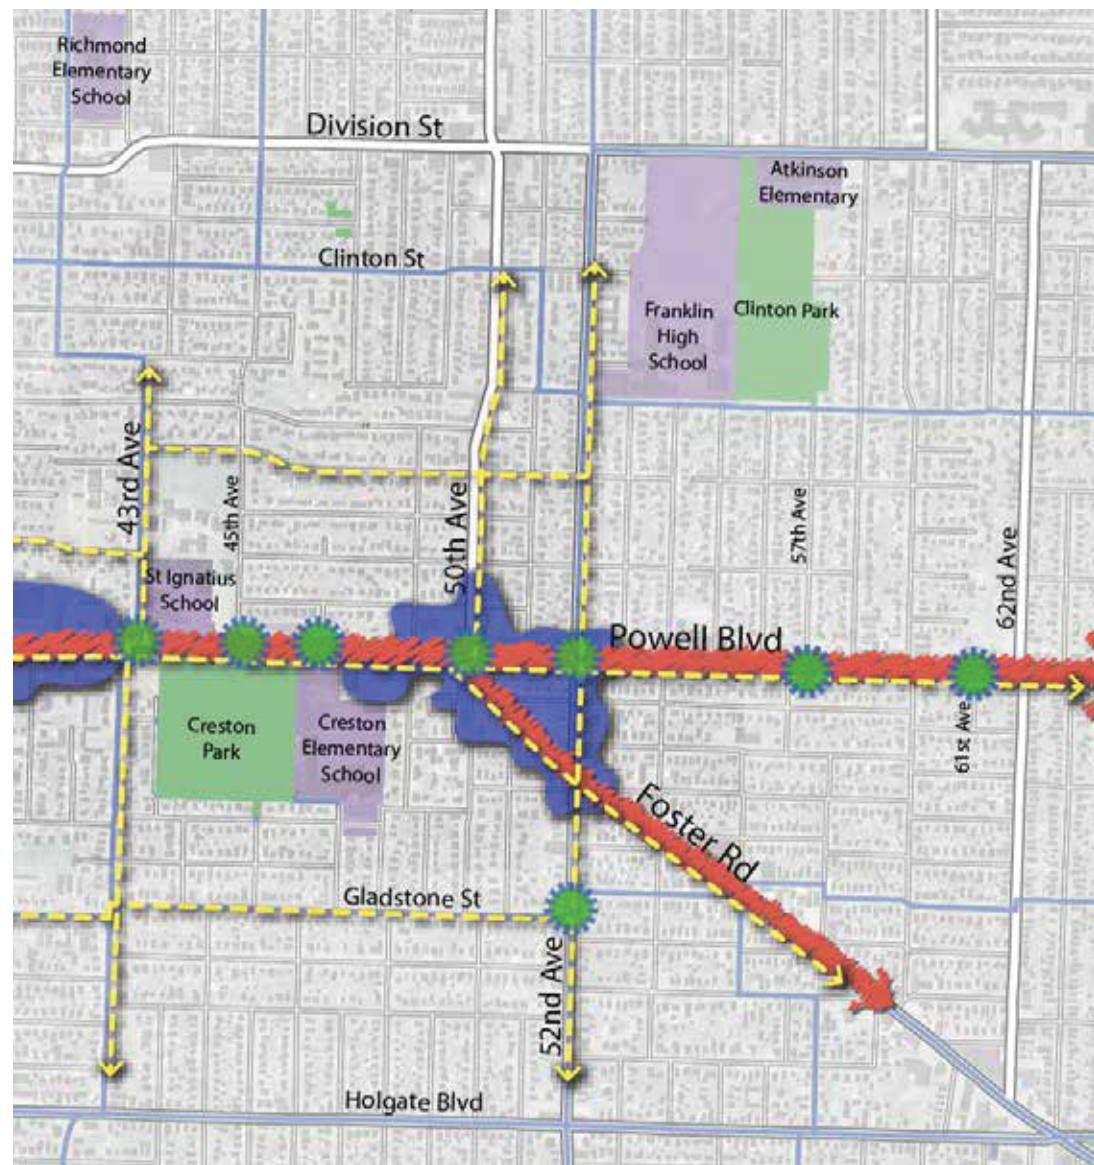 Richmond
Elementary
School
Division St
Atkinson
Elementary
Clinton St
Franklin
High
School
Clinton Park
43rd Ave
45th Ave
50th Ave
57th Ave
62nd Ave
St Ignatius
School
Powell Blvd
Creston
Park
Creston
Elementary
School
61st Ave
Foster Rd
Gladstone St
52nd Ave
Holgate Blvd